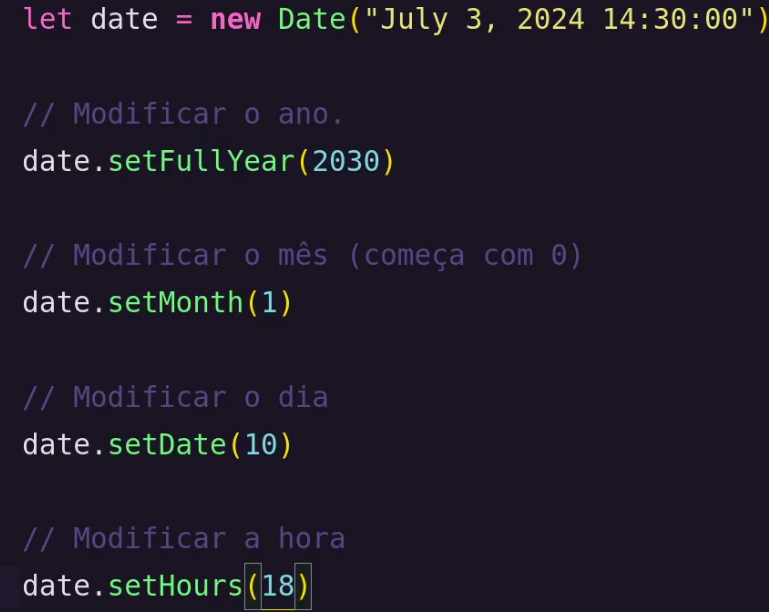 let date = new Date("July 3, 2024 14:30:00")
// Modificar o ano.
date.setFullYear(2030)
// Modificar o mês (começa com 0)
date.setMonth(1)
// Modificar o dia
date.setDate(10)
// Modificar a hora
date.setHours(18)